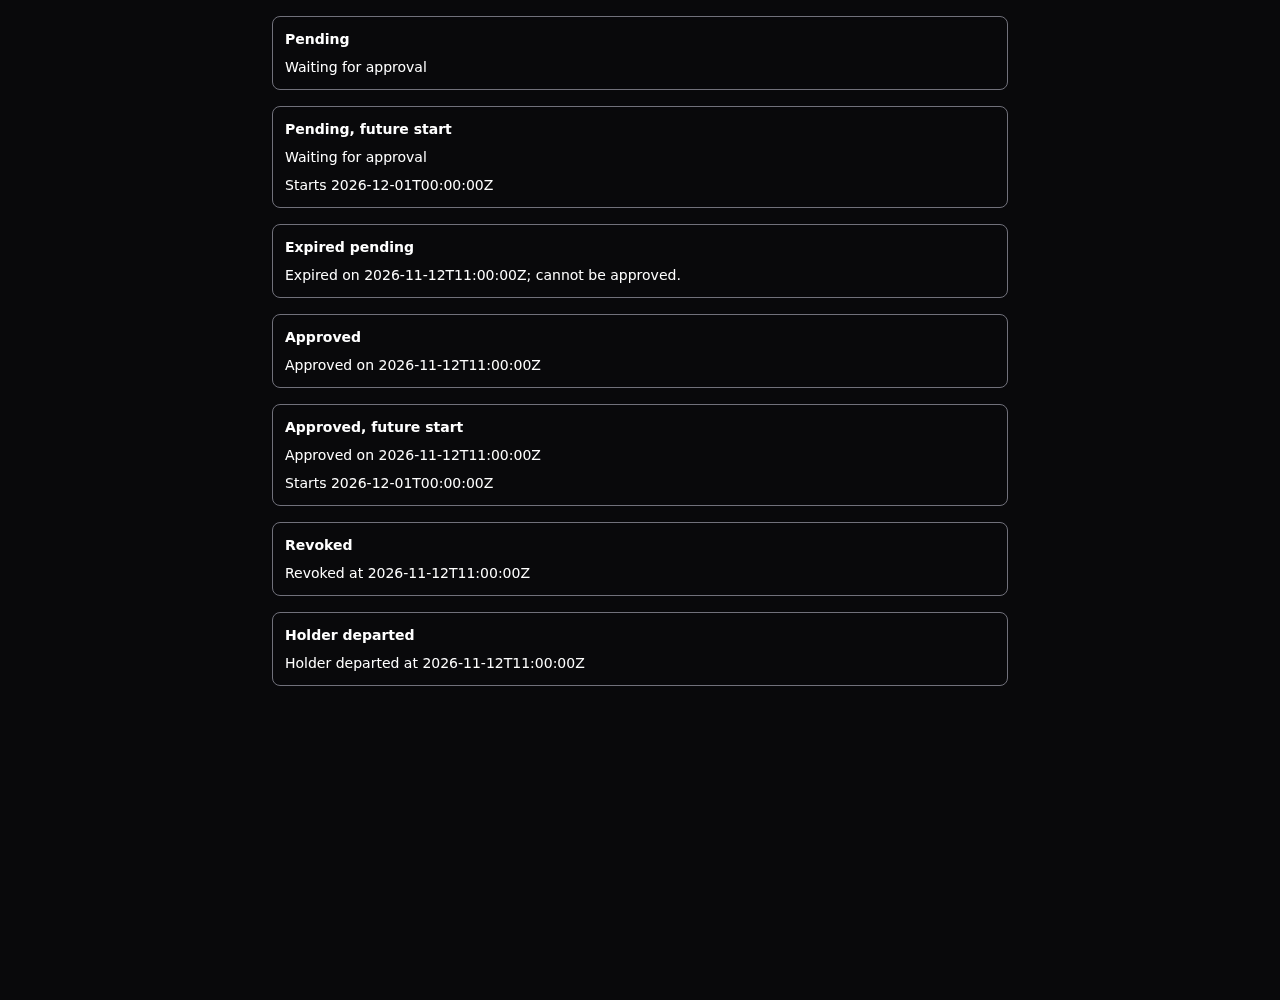 Pending
Waiting for approval
Pending, future start
Waiting for approval
Starts 2026-12-01T00:00:00Z
Expired pending
Expired on 2026-11-12T11:00:00Z; cannot be approved.
Approved
Approved on 2026-11-12T11:00:00Z
Approved, future start
Approved on 2026-11-12T11:00:00Z
Starts 2026-12-01T00:00:00Z
Revoked
Revoked at 2026-11-12T11:00:00Z
Holder departed
Holder departed at 2026-11-12T11:00:00Z